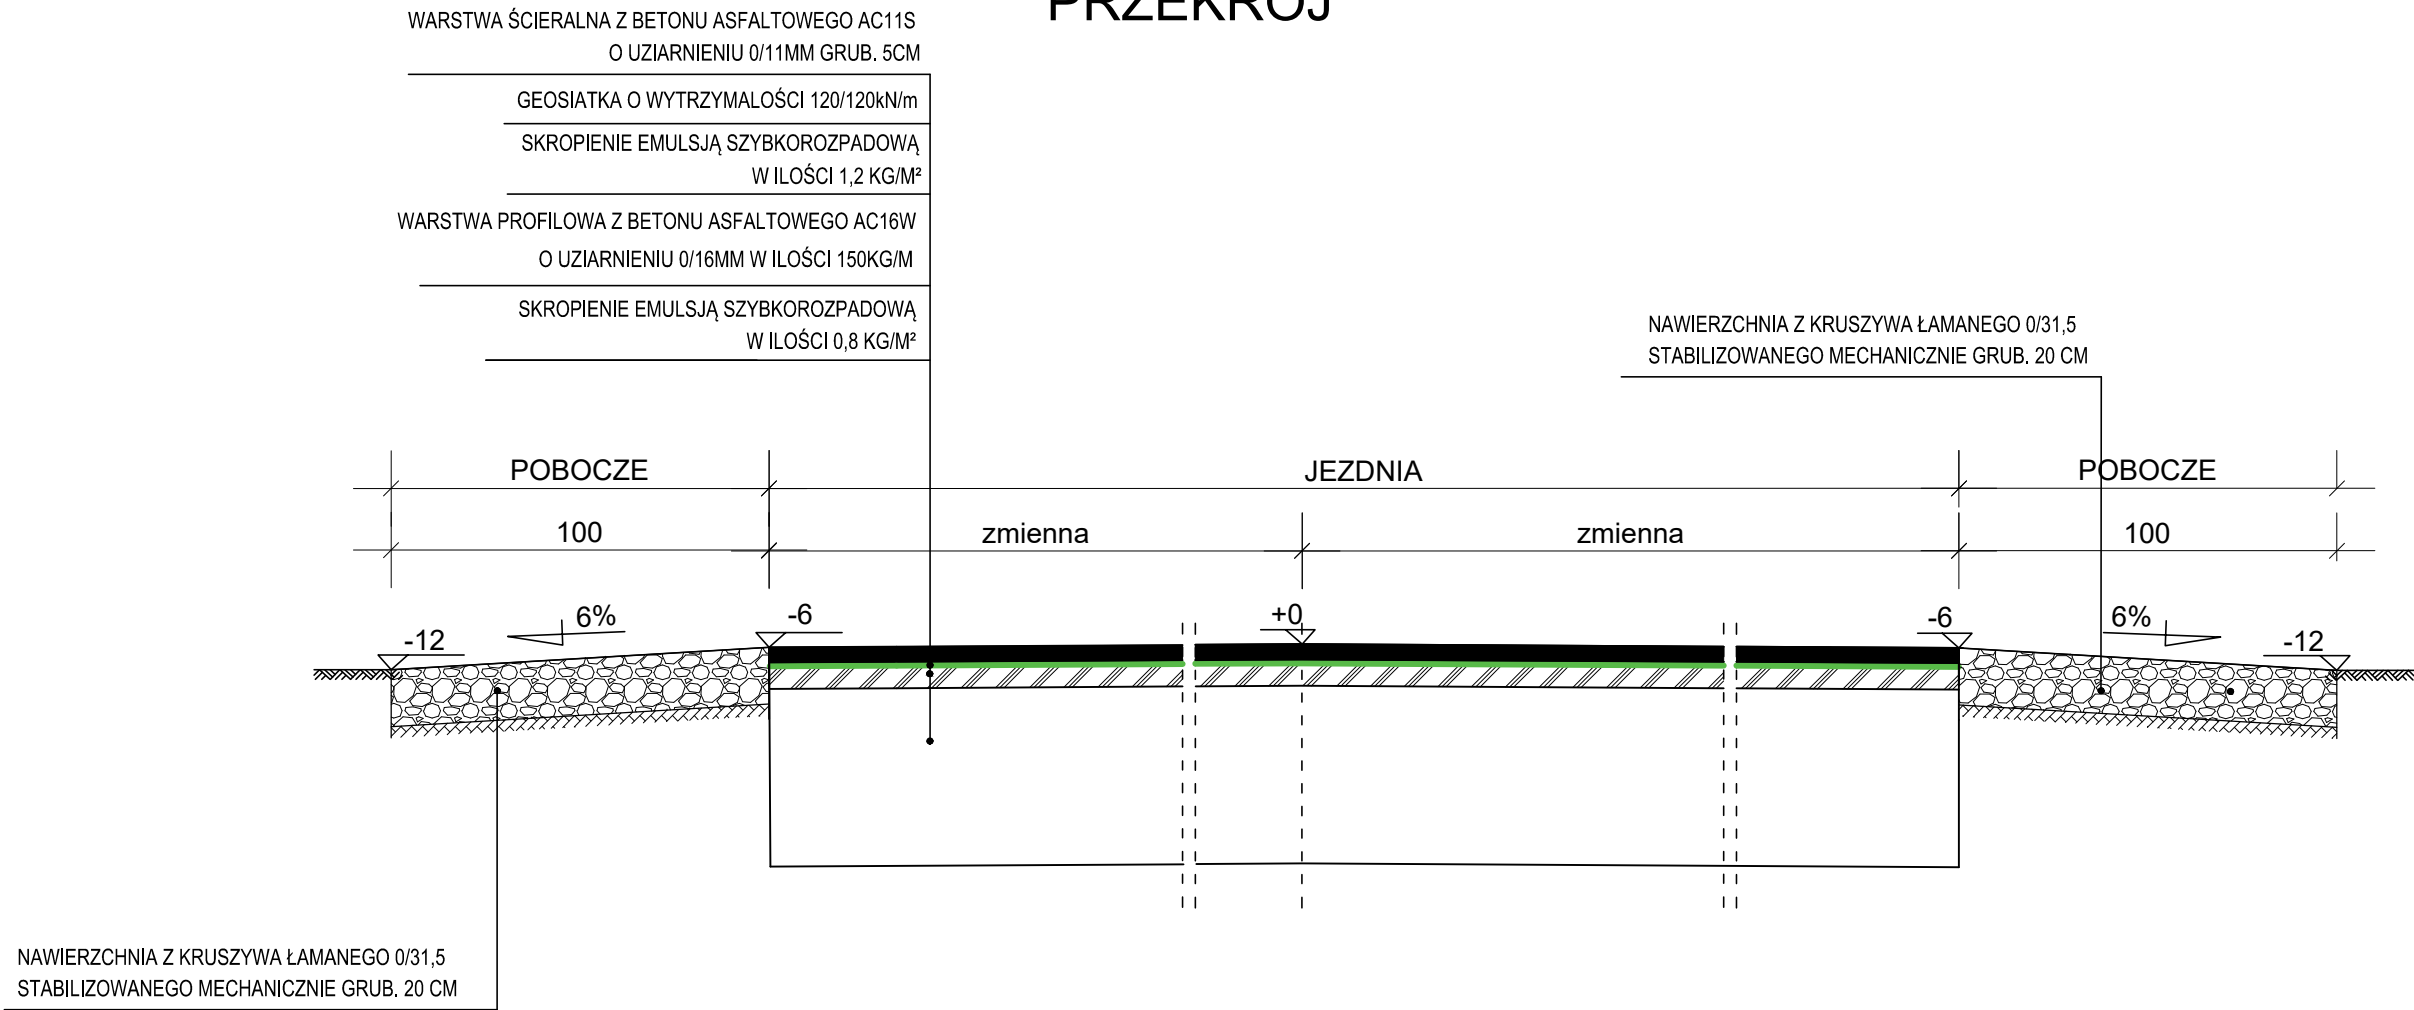 PRZEKRÓJ
WARSTWA ŚCIERALNA Z BETONU ASFALTOWEGO AC11S
O UZIARNIENIU 0/11MM GRUB. 5CM
GEOSIATKA O WYTRZYMALOŚCI 120/120kN/m
SKROPIENIE EMULSJĄ SZYBKOROZPADOWĄ
W ILOŚCI 1,2 KG/M²
WARSTWA PROFILOWA Z BETONU ASFALTOWEGO AC16W
O UZIARNIENIU 0/16MM W ILOŚCI 150KG/M
SKROPIENIE EMULSJĄ SZYBKOROZPADOWĄ
W ILOŚCI 0,8 KG/M²
NAWIERZCHNIA Z KRUSZYWA ŁAMANEGO 0/31,5
STABILIZOWANEGO MECHANICZNIE GRUB. 20 CM
POBOCZE JEZDNIA POBOCZE
100 zmienna zmienna 100
-12 6% -6 +0 -6 6% -12
NAWIERZCHNIA Z KRUSZYWA ŁAMANEGO 0/31,5
STABILIZOWANEGO MECHANICZNIE GRUB. 20 CM